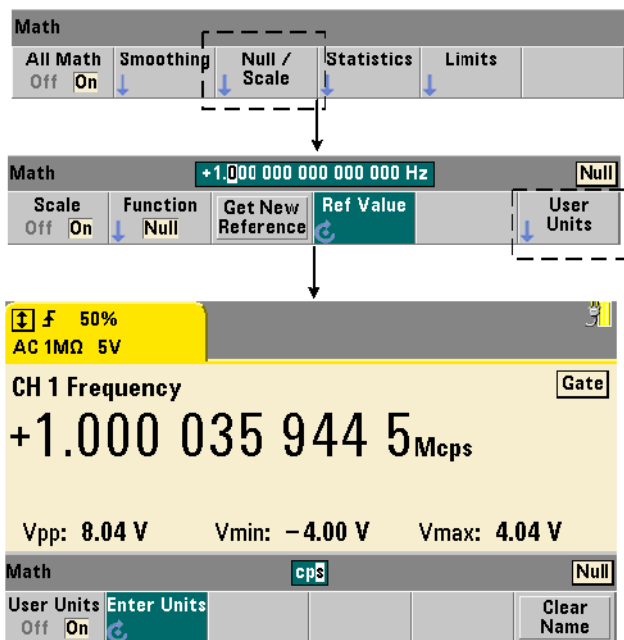 Math
All Math Smoothing Null / Statistics Limits
Off On Scale
Math +1.000 000 000 000 000 Hz Null
Scale Function Get New Ref Value User
Off On Null Reference Units
50%
AC 1MΩ 5V
CH 1 Frequency Gate
+1.000 035 944 5 Mcps
Vpp: 8.04 V Vmin: −4.00 V Vmax: 4.04 V
Math cps Null
User Units Enter Units Clear
Off On Name